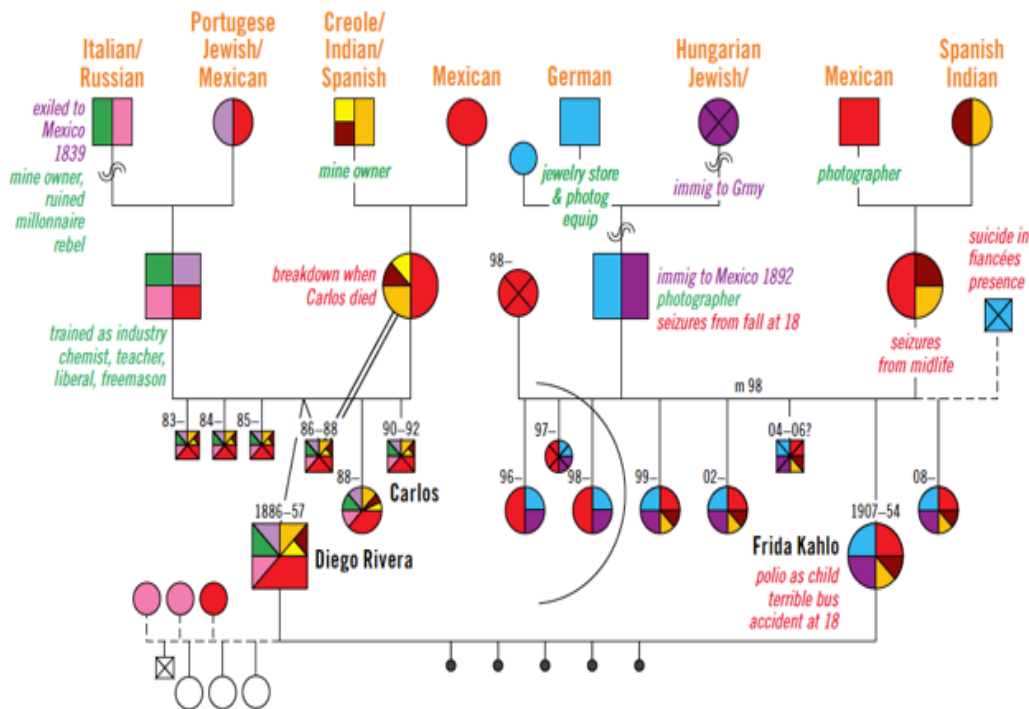 Italian/
Russian
Portugese
Jewish/
Mexican
Creole/
Indian/
Spanish
Mexican
German
Hungarian
Jewish/
Mexican
Spanish
Indian
exiled to
Mexico
1839
mine owner,
ruined
millonnaire
rebel
mine owner
jewelry store
& photog
equip
immig to Grmy
photographer
suicide in
fiancées
presence
breakdown when
Carlos died
98–
immig to Mexico 1892
photographer
seizures from fall at 18
trained as industry
chemist, teacher,
liberal, freemason
seizures
from midlife
m 98
83–
84–
85–
86–88
90–92
97–
04–06?
88–
Carlos
96–
98–
99–
02–
08–
1886–57
Diego Rivera
1907–54
Frida Kahlo
polio as child
terrible bus
accident at 18